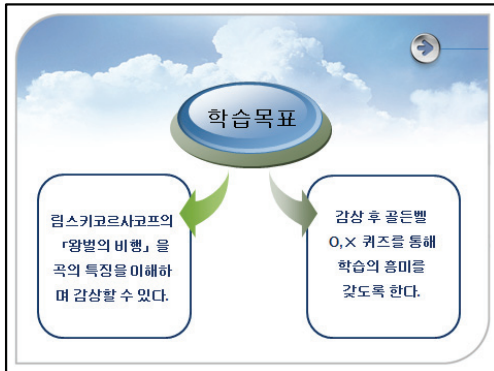 학습목표
림스키코르사코프의
「왕벌의 비행」을
곡의 특징을 이해하
며 감상할 수 있다.
감상 후 골든벨
O,× 퀴즈를 통해
학습의 흥미를
갖도록 한다.